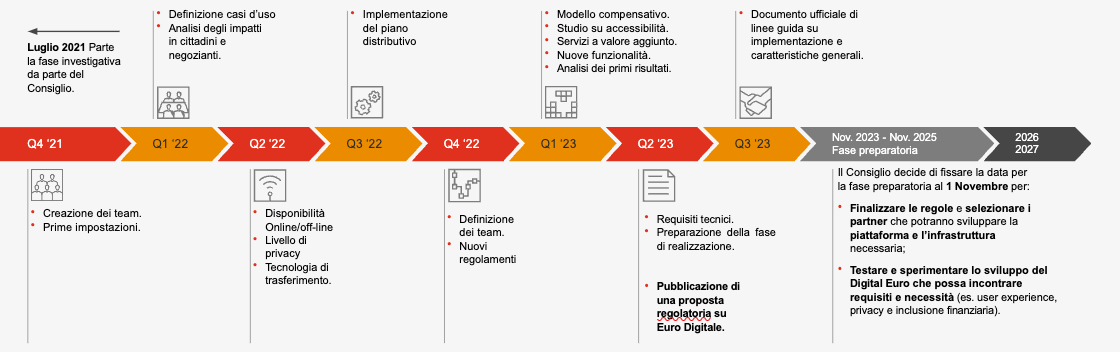 Luglio 2021 Parte
la fase investigativa
da parte del
Consiglio.
• Definizione casi d'uso
• Analisi degli impatti
in cittadini e
negozianti.
• Implementazione
del piano
distributivo
• Modello compensativo.
• Studio su accessibilità.
• Servizi a valore aggiunto.
• Nuove funzionalità.
• Analisi dei primi risultati.
• Documento ufficiale di
linee guida su
implementazione e
caratteristiche generali.
Q4 '21
Q1 '22
Q2 '22
Q3 '22
Q4 '22
Q1 '23
Q2 '23
Q3 '23
Nov. 2023 - Nov. 2025
Fase preparatoria
2026
2027
• Creazione dei team.
• Prime impostazioni.
• Disponibilità
Online/off-line
• Livello di
privacy
• Tecnologia di
trasferimento.
• Definizione
dei team.
• Nuovi
regolamenti
• Requisiti tecnici.
• Preparazione della fase
di realizzazione.
• Pubblicazione di
una proposta
regolatoria su
Euro Digitale.
Il Consiglio decide di fissare la data per
la fase preparatoria al 1 Novembre per:
• Finalizzare le regole e selezionare i
partner che potranno sviluppare la
piattaforma e l'infrastruttura
necessaria;
• Testare e sperimentare lo sviluppo del
Digital Euro che possa incontrare
requisiti e necessità (es. user experience,
privacy e inclusione finanziaria).